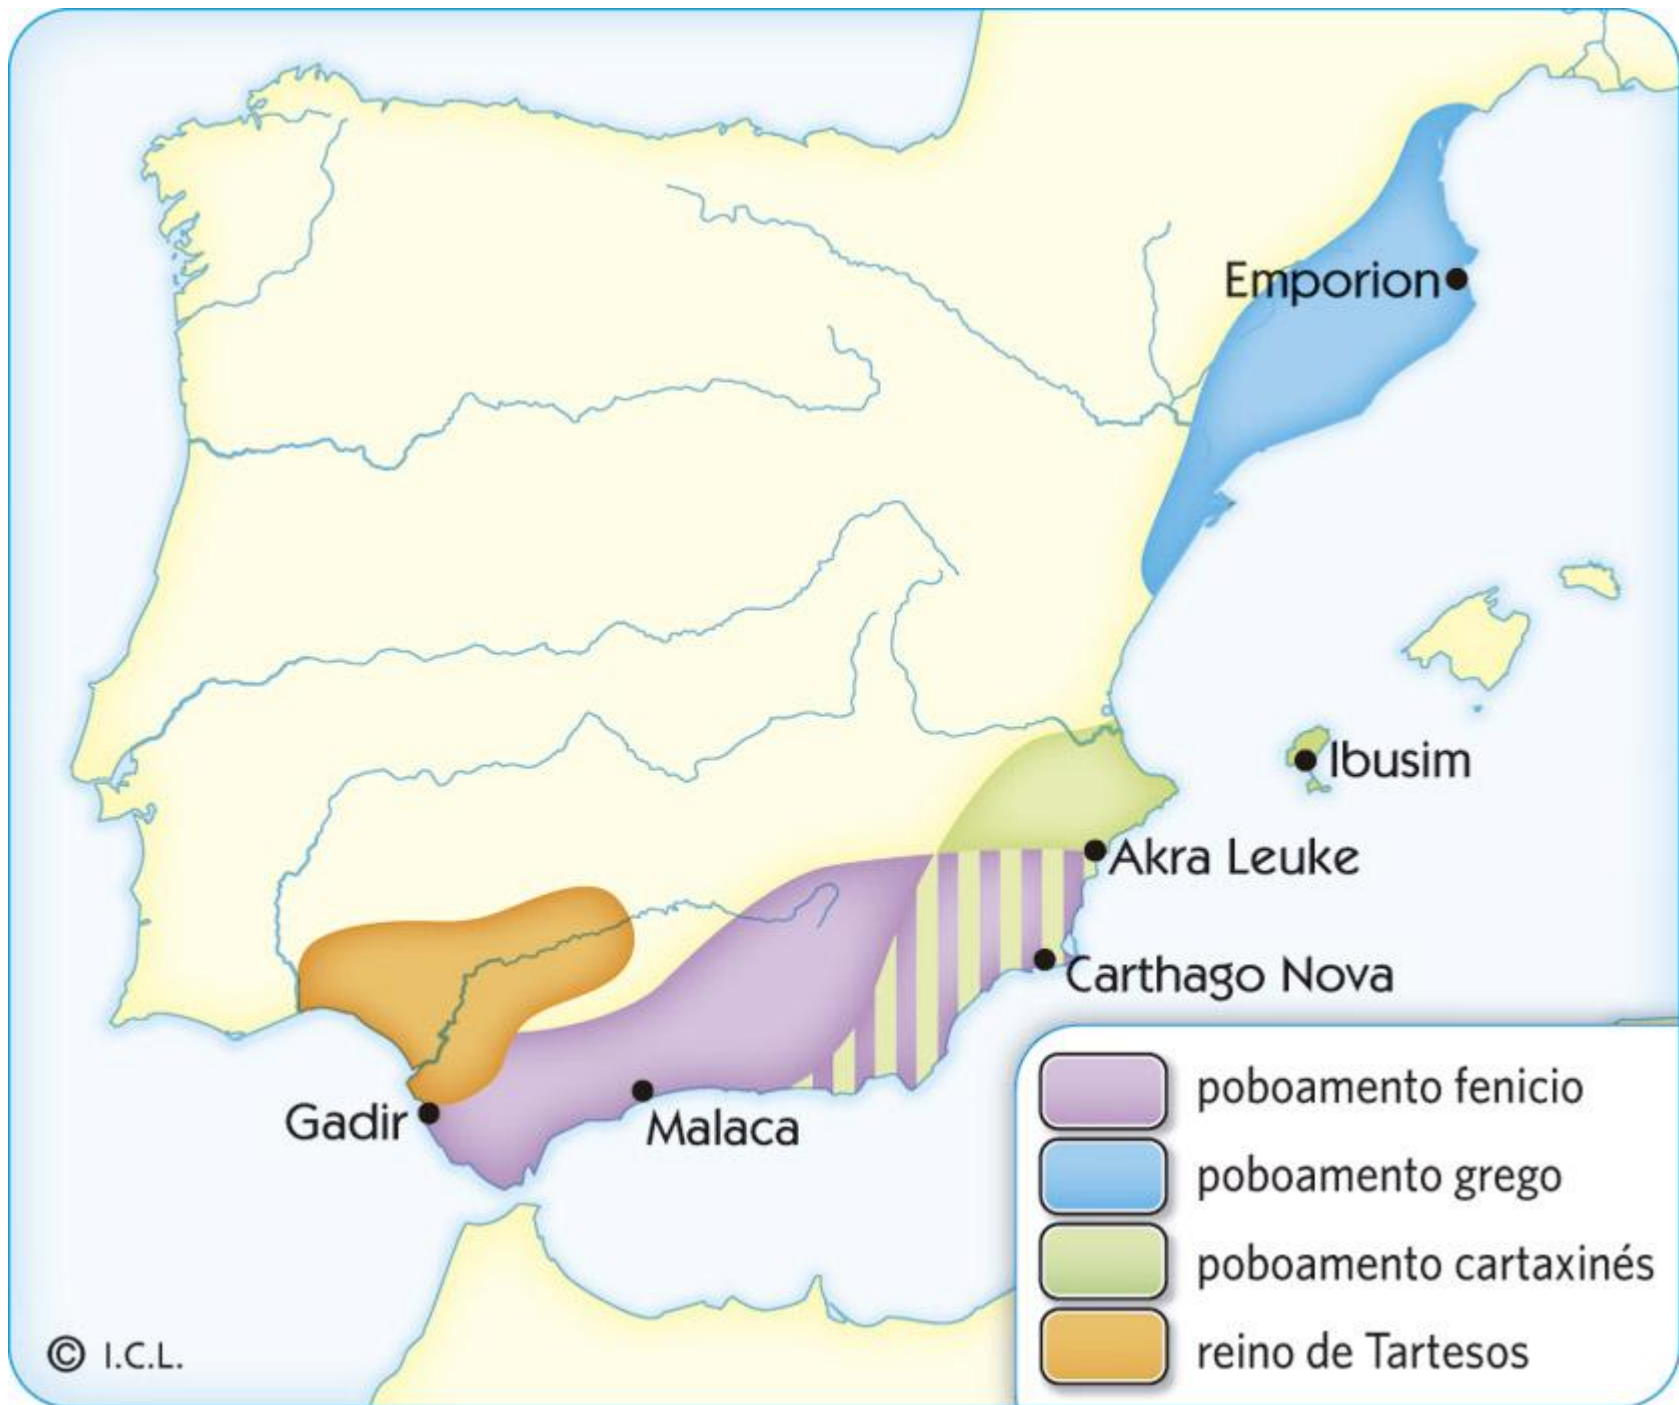 Emporion
Ibusim
Akra Leuke
Carthago Nova
Gadir
Malaca
poboamento fenicio
poboamento grego
poboamento cartaxinés
reino de Tartesos
© I.C.L.